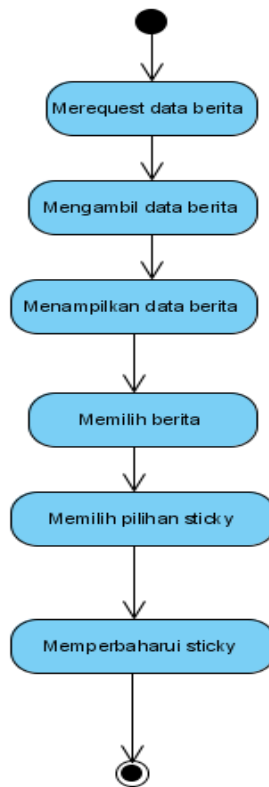 Merequest data berita
Mengambil data berita
Menampilkan data berita
Memilih berita
Memilih pilihan sticky
Memperbaharui sticky